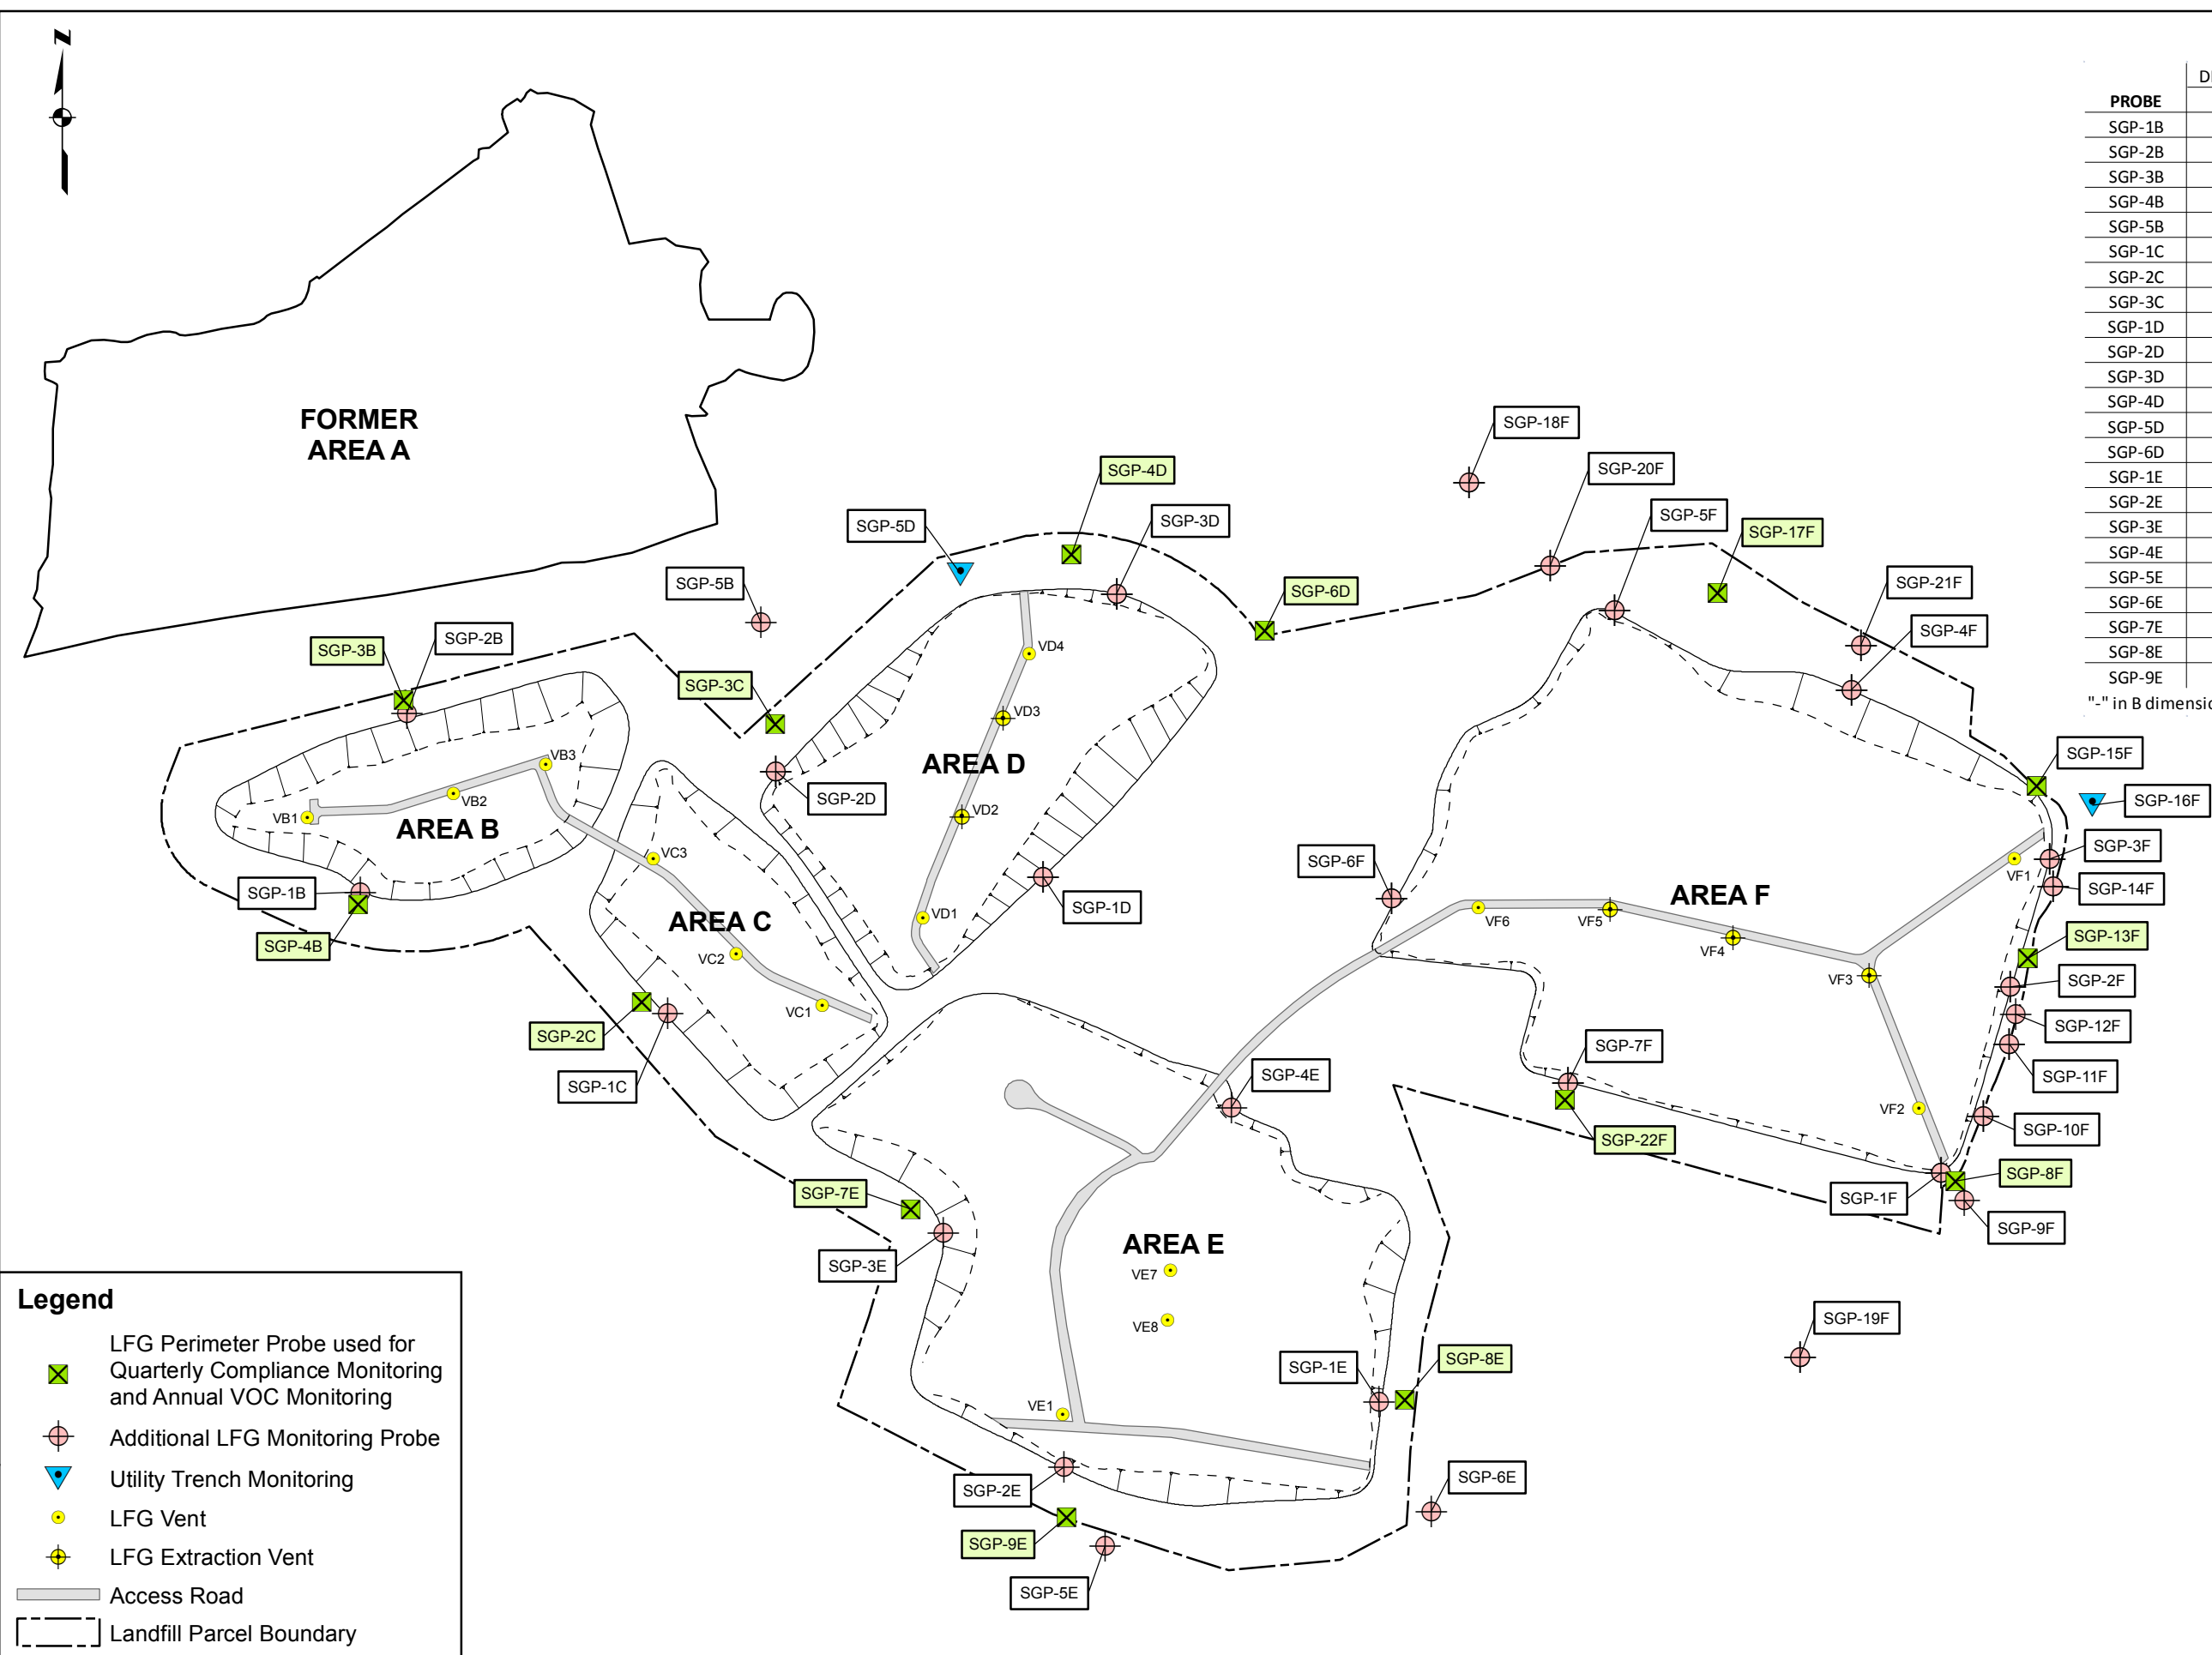 N
PROBE
D
SGP-1B
SGP-2B
SGP-3B
SGP-4B
SGP-5B
SGP-1C
SGP-2C
SGP-3C
SGP-1D
SGP-2D
SGP-3D
SGP-4D
SGP-5D
SGP-6D
SGP-1E
SGP-2E
SGP-3E
SGP-4E
SGP-5E
SGP-6E
SGP-7E
SGP-8E
SGP-9E
"-" in B dimensio
FORMER
AREA A
SGP-18F
SGP-20F
SGP-4D
SGP-5D
SGP-3D
SGP-5F
SGP-17F
SGP-5B
SGP-6D
SGP-21F
SGP-3B
SGP-2B
SGP-4F
VD4
SGP-3C
VD3
SGP-15F
VB3
AREA D
SGP-2D
VB2
SGP-16F
VB1
AREA B
VD2
SGP-3F
VC3
SGP-6F
VF1
SGP-1B
AREA F
SGP-14F
SGP-1D
VD1
AREA C
VF6
VF5
SGP-4B
VF4
SGP-13F
VC2
VF3
SGP-2F
VC1
SGP-2C
SGP-12F
SGP-7F
SGP-1C
SGP-4E
SGP-11F
VF2
SGP-10F
SGP-22F
SGP-7E
SGP-8F
SGP-1F
SGP-9F
AREA E
SGP-3E
VE7
VE8
SGP-19F
SGP-1E
SGP-8E
VE1
SGP-2E
SGP-6E
SGP-9E
SGP-5E
Legend
LFG Perimeter Probe used for
Quarterly Compliance Monitoring
and Annual VOC Monitoring
Additional LFG Monitoring Probe
Utility Trench Monitoring
LFG Vent
LFG Extraction Vent
Access Road
Landfill Parcel Boundary